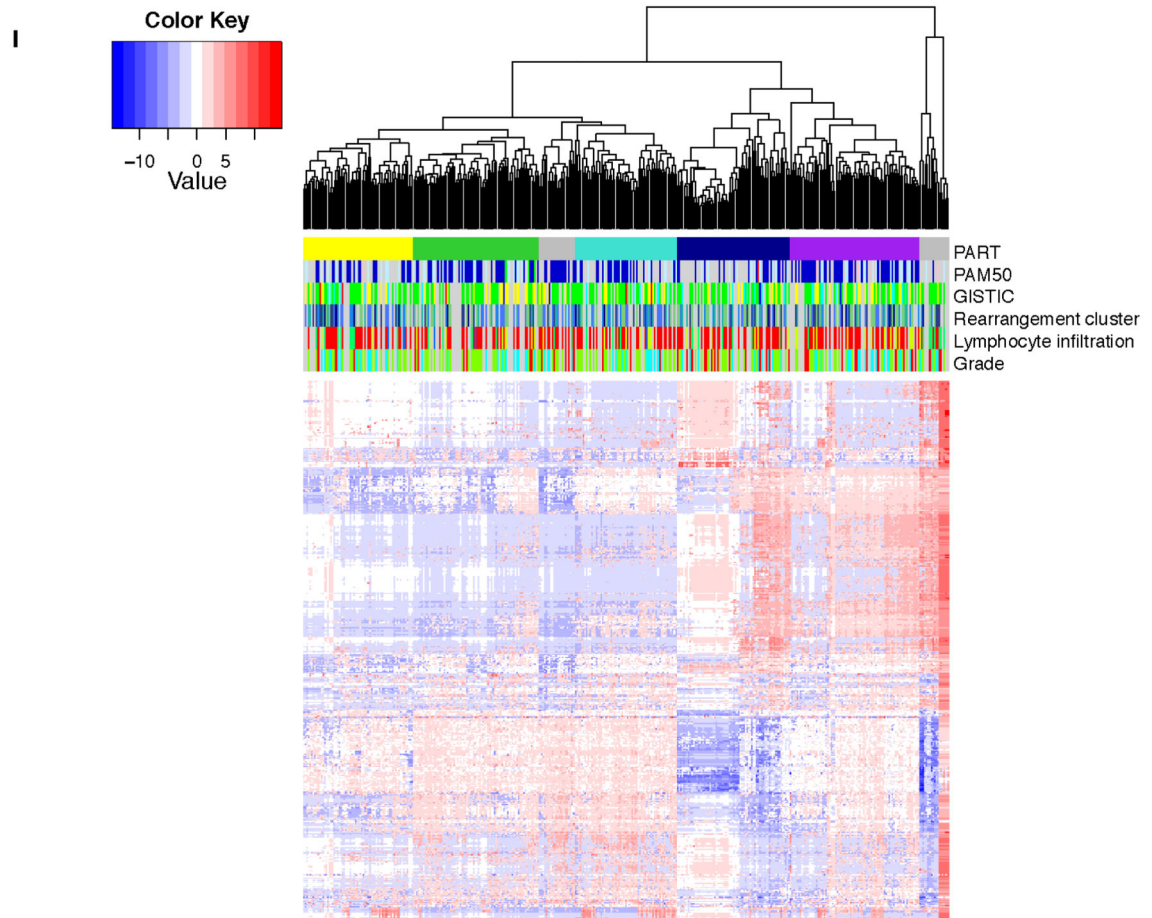 I
Color Key
−10 0 5
Value
PART
PAM50
GISTIC
Rearrangement cluster
Lymphocyte infiltration
Grade